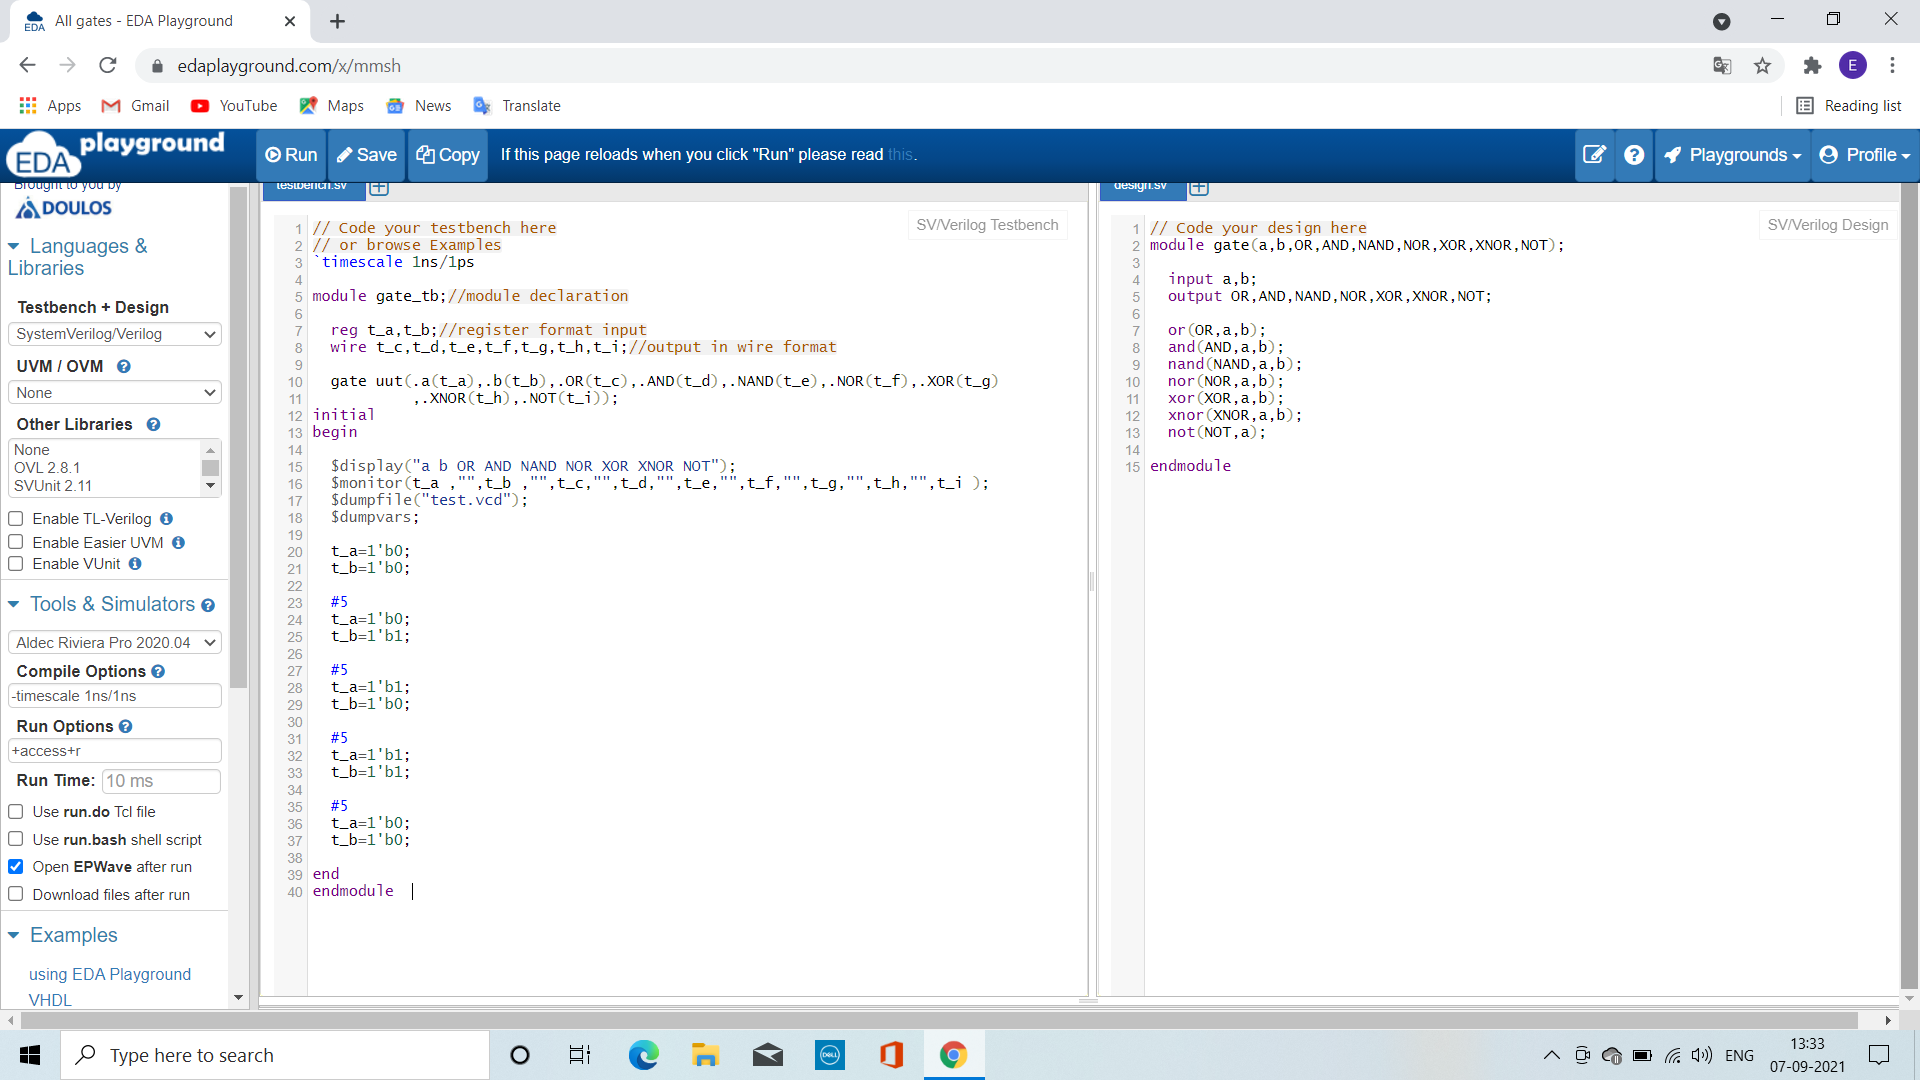 All gates - EDA Playground
edaplayground.com/x/mmsh
E
Apps
Gmail
YouTube
Maps
News
Translate
Reading list
EDA playground
Run
Save
Copy
If this page reloads when you click "Run" please read this.
Playgrounds
Profile
Brought to you by
DOULOS
Languages &
Libraries
Testbench + Design
SystemVerilog/Verilog
UVM / OVM
None
Other Libraries
None
OVL 2.8.1
SVUnit 2.11
Enable TL-Verilog
Enable Easier UVM
Enable VUnit
Tools & Simulators
Aldec Riviera Pro 2020.04
Compile Options
-timescale 1ns/1ns
Run Options
+access+r
Run Time: 10 ms
Use run.do Tcl file
Use run.bash shell script
Open EPWave after run
Download files after run
Examples
using EDA Playground
VHDL
testbench.sv
SV/Verilog Testbench
1 // Code your testbench here
2 // or browse Examples
3 `timescale 1ns/1ps
4
5 module gate_tb;//module declaration
6
7 reg t_a,t_b;//register format input
8 wire t_c,t_d,t_e,t_f,t_g,t_h,t_i;//output in wire format
9
10 gate uut(.a(t_a),.b(t_b),.OR(t_c),.AND(t_d),.NAND(t_e),.NOR(t_f),.XOR(t_g)
11 ,.XNOR(t_h),.NOT(t_i));
12 initial
13 begin
14
15 $display("a b OR AND NAND NOR XOR XNOR NOT");
16 $monitor(t_a ,"",t_b ,"",t_c,"",t_d,"",t_e,"",t_f,"",t_g,"",t_h,"",t_i );
17 $dumpfile("test.vcd");
18 $dumpvars;
19
20 t_a=1'b0;
21 t_b=1'b0;
22
23 #5
24 t_a=1'b0;
25 t_b=1'b1;
26
27 #5
28 t_a=1'b1;
29 t_b=1'b0;
30
31 #5
32 t_a=1'b1;
33 t_b=1'b1;
34
35 #5
36 t_a=1'b0;
37 t_b=1'b0;
38
39 end
40 endmodule
design.sv
SV/Verilog Design
1 // Code your design here
2 module gate(a,b,OR,AND,NAND,NOR,XOR,XNOR,NOT);
3
4 input a,b;
5 output OR,AND,NAND,NOR,XOR,XNOR,NOT;
6
7 or(OR,a,b);
8 and(AND,a,b);
9 nand(NAND,a,b);
10 nor(NOR,a,b);
11 xor(XOR,a,b);
12 xnor(XNOR,a,b);
13 not(NOT,a);
14
15 endmodule
Type here to search
DELL
ENG
13:33
07-09-2021